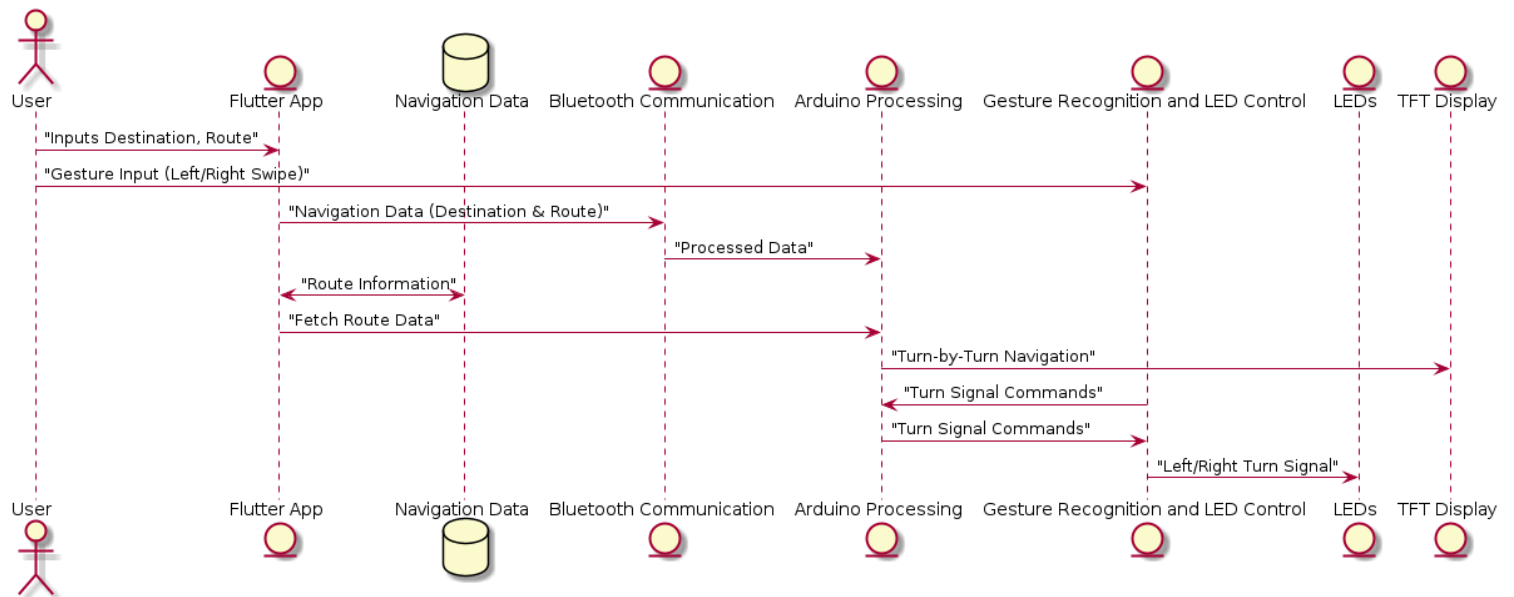 User
Flutter App
Navigation Data
Bluetooth Communication
Arduino Processing
Gesture Recognition and LED Control
LEDs
TFT Display
"Inputs Destination, Route"
"Gesture Input (Left/Right Swipe)"
"Navigation Data (Destination & Route)"
"Processed Data"
"Route Information"
"Fetch Route Data"
"Turn-by-Turn Navigation"
"Turn Signal Commands"
"Turn Signal Commands"
"Left/Right Turn Signal"
User
Flutter App
Navigation Data
Bluetooth Communication
Arduino Processing
Gesture Recognition and LED Control
LEDs
TFT Display